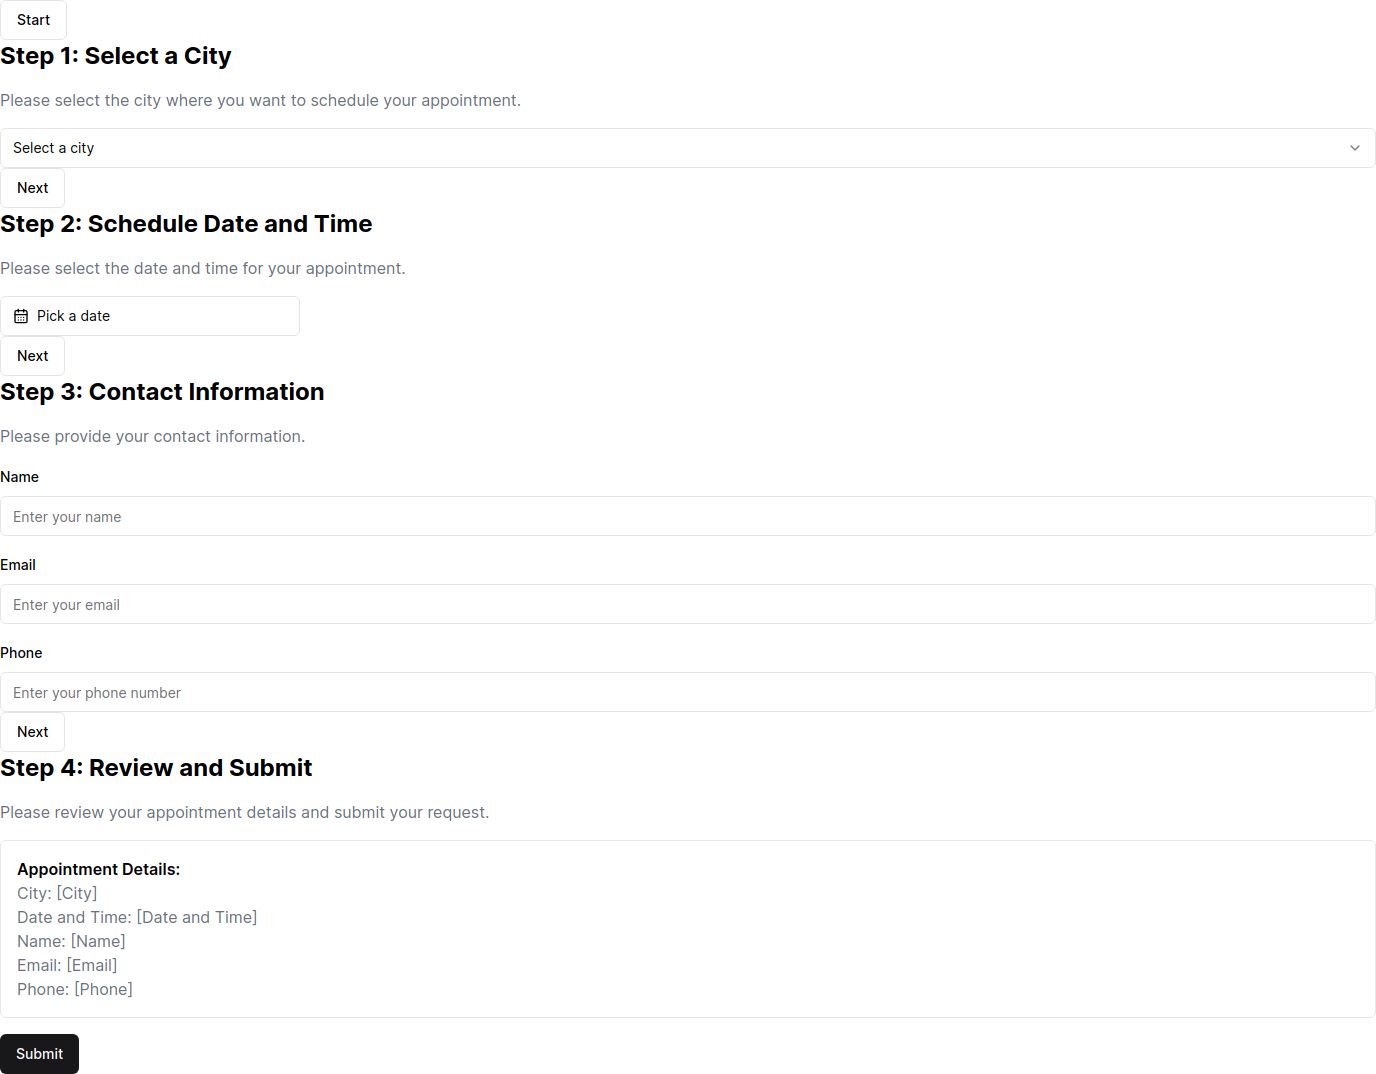 Start
Step 1: Select a City
Please select the city where you want to schedule your appointment.
Select a city
Next
Step 2: Schedule Date and Time
Please select the date and time for your appointment.
Pick a date
Next
Step 3: Contact Information
Please provide your contact information.
Name
Enter your name
Email
Enter your email
Phone
Enter your phone number
Next
Step 4: Review and Submit
Please review your appointment details and submit your request.
Appointment Details:
City: [City]
Date and Time: [Date and Time]
Name: [Name]
Email: [Email]
Phone: [Phone]
Submit